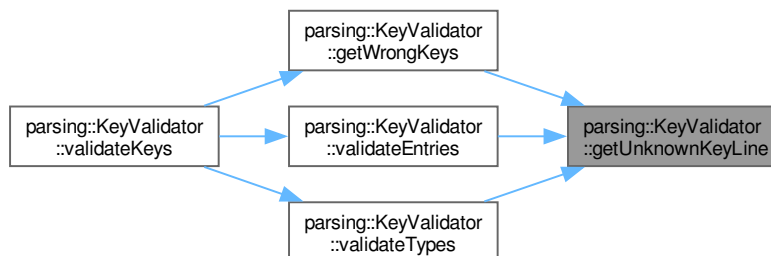 parsing::KeyValidator
::getWrongKeys
parsing::KeyValidator
::validateKeys
parsing::KeyValidator
::validateEntries
parsing::KeyValidator
::getUnknownKeyLine
parsing::KeyValidator
::validateTypes